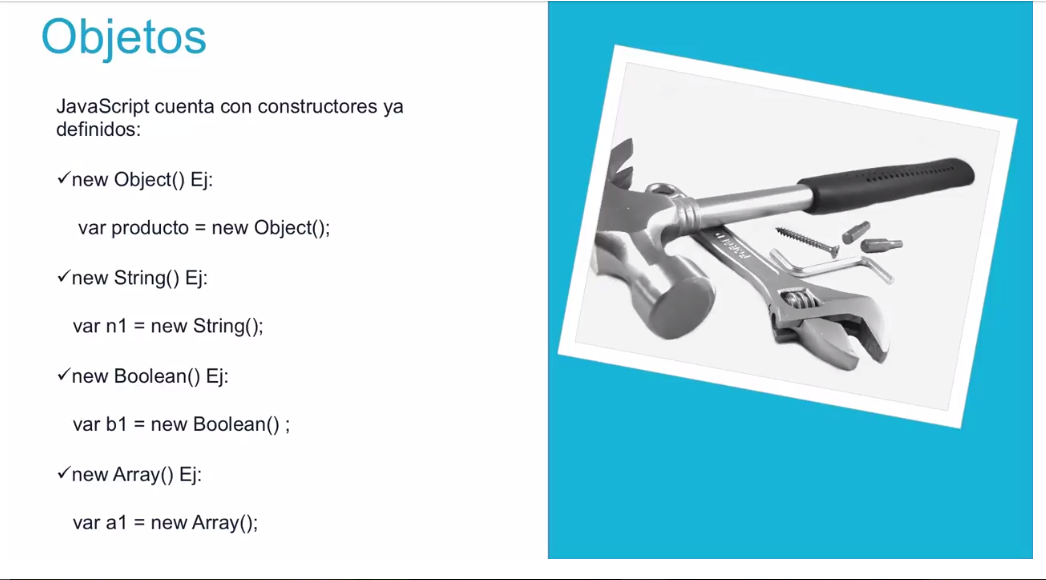 Objetos
JavaScript cuenta con constructores ya
definidos:
✓new Object() Ej:
var producto = new Object();
✓new String() Ej:
var n1 = new String();
✓new Boolean() Ej:
var b1 = new Boolean() ;
✓new Array() Ej:
var a1 = new Array();